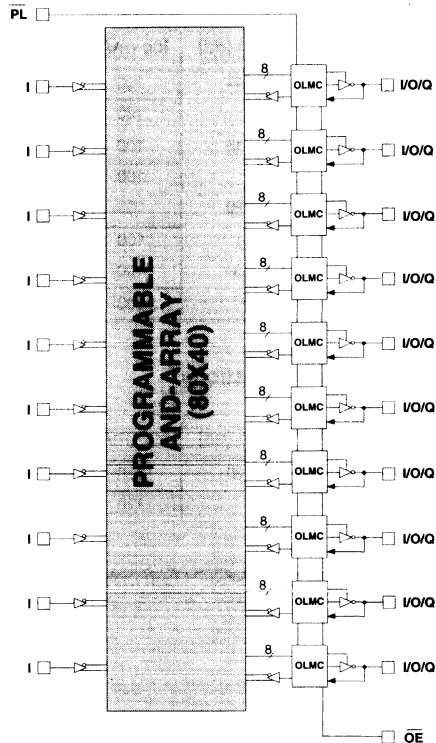 PL
I
8
OLMC
I/O/Q
I
8
OLMC
I/O/Q
I
8
OLMC
I/O/Q
I
8
OLMC
I/O/Q
I
8
OLMC
I/O/Q
I
8
OLMC
I/O/Q
I
8
OLMC
I/O/Q
I
8
OLMC
I/O/Q
I
8
OLMC
I/O/Q
I
8
OLMC
I/O/Q
PROGRAMMABLE
AND-ARRAY
(80X40)
OE